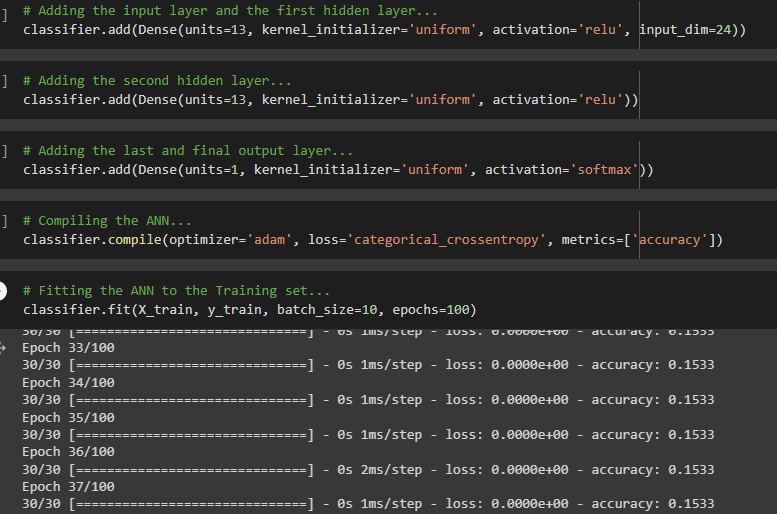 ] # Adding the input layer and the first hidden layer...
classifier.add(Dense(units=13, kernel_initializer='uniform', activation='relu', input_dim=24))
] # Adding the second hidden layer...
classifier.add(Dense(units=13, kernel_initializer='uniform', activation='relu'))
] # Adding the last and final output layer...
classifier.add(Dense(units=1, kernel_initializer='uniform', activation='softmax'))
] # Compiling the ANN...
classifier.compile(optimizer='adam', loss='categorical_crossentropy', metrics=['accuracy'])
# Fitting the ANN to the Training set...
classifier.fit(X_train, y_train, batch_size=10, epochs=100)
30/30 [==============================] - 0s 1ms/step - loss: 0.0000e+00 - accuracy: 0.1533
Epoch 33/100
30/30 [==============================] - 0s 1ms/step - loss: 0.0000e+00 - accuracy: 0.1533
Epoch 34/100
30/30 [==============================] - 0s 1ms/step - loss: 0.0000e+00 - accuracy: 0.1533
Epoch 35/100
30/30 [==============================] - 0s 1ms/step - loss: 0.0000e+00 - accuracy: 0.1533
Epoch 36/100
30/30 [==============================] - 0s 2ms/step - loss: 0.0000e+00 - accuracy: 0.1533
Epoch 37/100
30/30 [==============================] - 0s 1ms/step - loss: 0.0000e+00 - accuracy: 0.1533